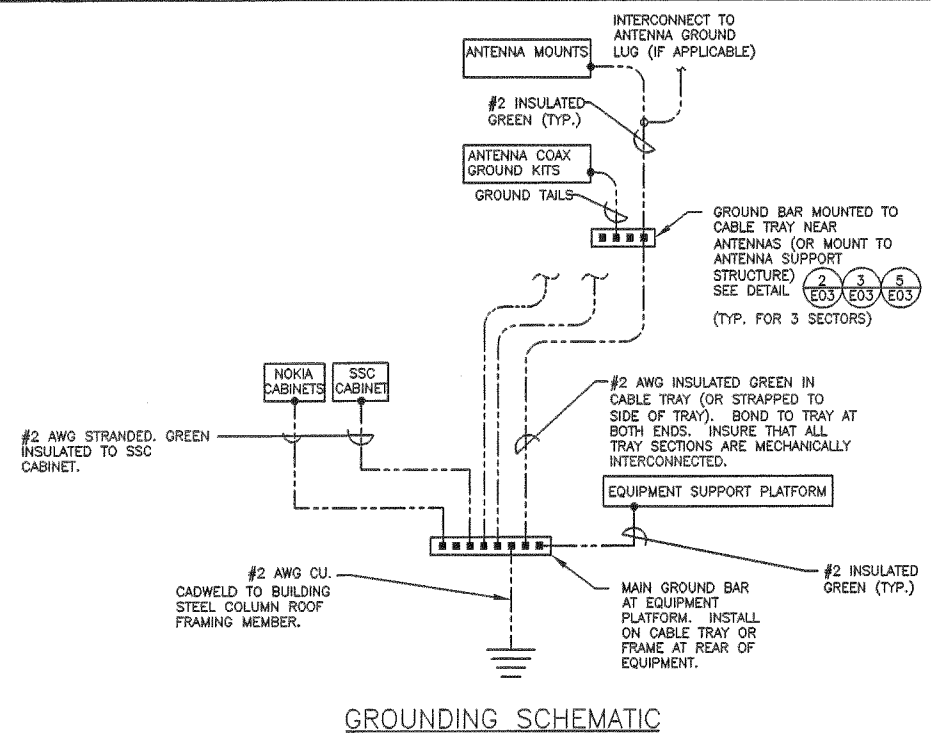 INTERCONNECT TO
ANTENNA GROUND
LUG (IF APPLICABLE)
ANTENNA MOUNTS
#2 INSULATED
GREEN (TYP.)
ANTENNA COAX
GROUND KITS
GROUND TAILS
GROUND BAR MOUNTED TO
CABLE TRAY NEAR
ANTENNAS (OR MOUNT TO
ANTENNA SUPPORT
STRUCTURE)
SEE DETAIL
2
E03
3
E03
5
E03
(TYP. FOR 3 SECTORS)
NOKIA
CABINETS
SSC
CABINET
#2 AWG STRANDED. GREEN
INSULATED TO SSC
CABINET.
#2 AWG INSULATED GREEN IN
CABLE TRAY (OR STRAPPED TO
SIDE OF TRAY). BOND TO TRAY AT
BOTH ENDS. INSURE THAT ALL
TRAY SECTIONS ARE MECHANICALLY
INTERCONNECTED.
EQUIPMENT SUPPORT PLATFORM
#2 AWG CU.
CADWELD TO BUILDING
STEEL COLUMN ROOF
FRAMING MEMBER.
MAIN GROUND BAR
AT EQUIPMENT
PLATFORM. INSTALL
ON CABLE TRAY OR
FRAME AT REAR OF
EQUIPMENT.
#2 INSULATED
GREEN (TYP.)
GROUNDING SCHEMATIC